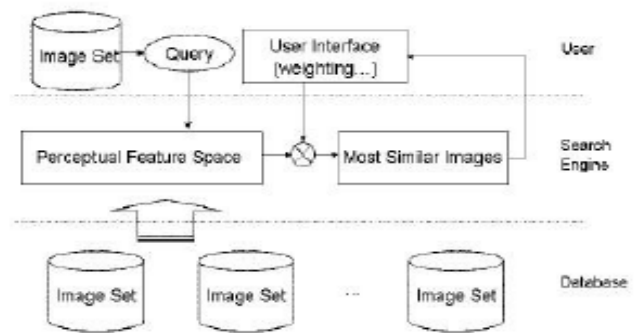 Image Set
Query
User Interface
(weighting...)
User
Perceptual Feature Space
Most Similar Images
Search
Engine
Image Set
Image Set
...
Image Set
Database